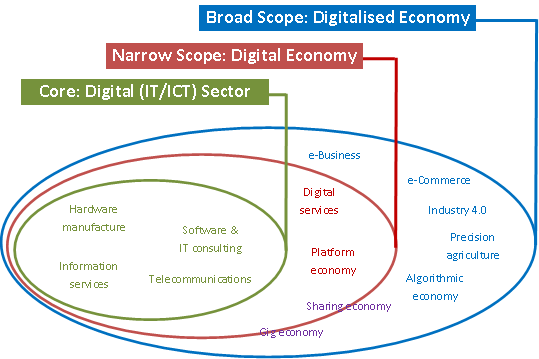 Broad Scope: Digitalised Economy
Narrow Scope: Digital Economy
Core: Digital (IT/ICT) Sector
e-Business
e-Commerce
Digital
services
Industry 4.0
Hardware
manufacture
Software &
IT consulting
Precision
agriculture
Platform
economy
Information
services
Telecommunications
Algorithmic
economy
Sharing economy
Gig economy